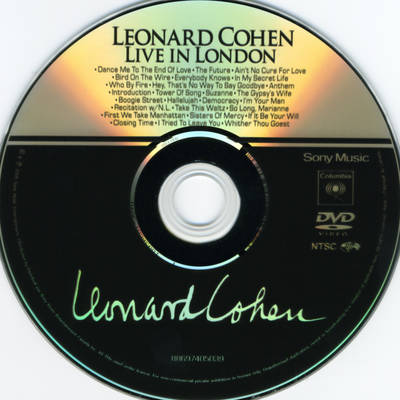 LEONARD COHEN
LIVE IN LONDON
• Dance Me To The End Of Love • The Future • Ain't No Cure For Love
• Bird On The Wire • Everybody Knows • In My Secret Life
• Who By Fire • Hey, That's No Way To Say Goodbye • Anthem
• Introduction • Tower Of Song • Suzanne • The Gypsy's Wife
• Boogie Street • Hallelujah • Democracy • I'm Your Man
• Recitation w/ N.L. • Take This Waltz • So Long, Marianne
• First We Take Manhattan • Sisters Of Mercy • If It Be Your Will
• Closing Time • I Tried To Leave You • Whither Thou Goest
Sony Music
Columbia
DVD
VIDEO
NTSC
Leonard Cohen
88697405039